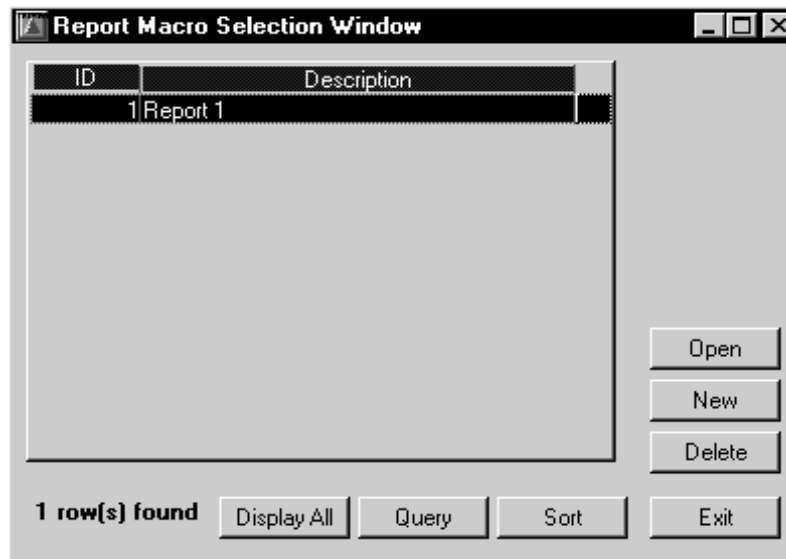 Report Macro Selection Window
ID Description
1 Report 1
Open
New
Delete
1 row(s) found Display All Query Sort Exit